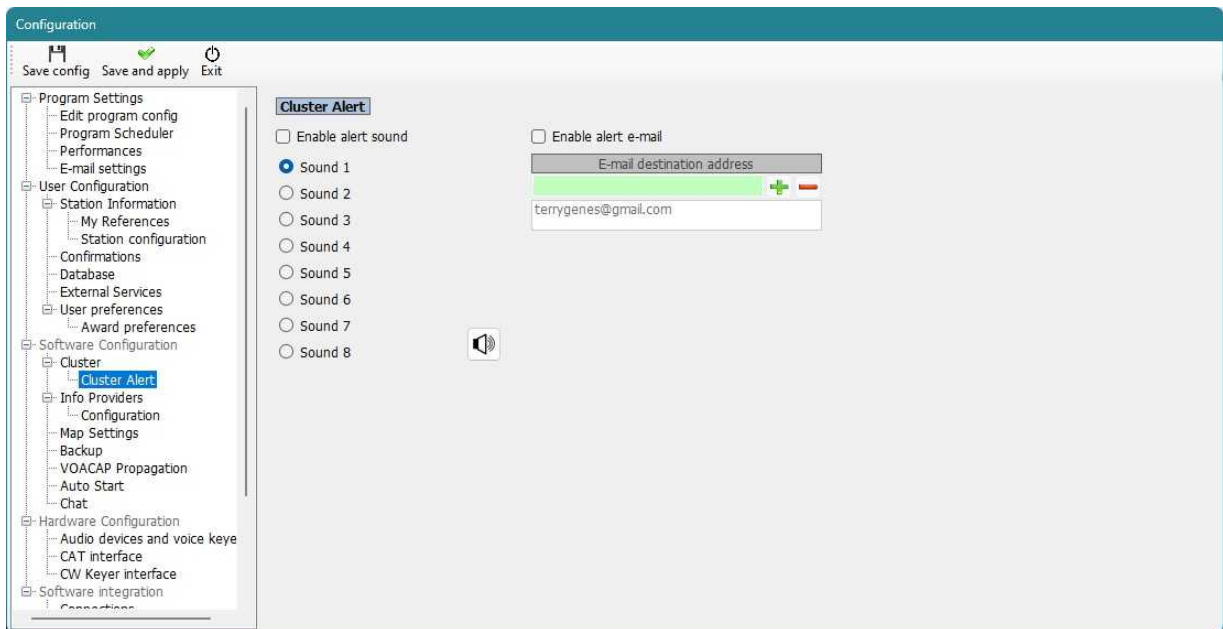 Configuration
Save config Save and apply Exit
Program Settings
Edit program config
Program Scheduler
Performances
E-mail settings
User Configuration
Station Information
My References
Station configuration
Confirmations
Database
External Services
User preferences
Award preferences
Software Configuration
Cluster
Cluster Alert
Info Providers
Configuration
Map Settings
Backup
VOACAP Propagation
Auto Start
Chat
Hardware Configuration
Audio devices and voice keye
CAT interface
CW Keyer interface
Software integration
Connections
Cluster Alert
Enable alert sound
Sound 1
Sound 2
Sound 3
Sound 4
Sound 5
Sound 6
Sound 7
Sound 8
Enable alert e-mail
E-mail destination address
terrygenes@gmail.com